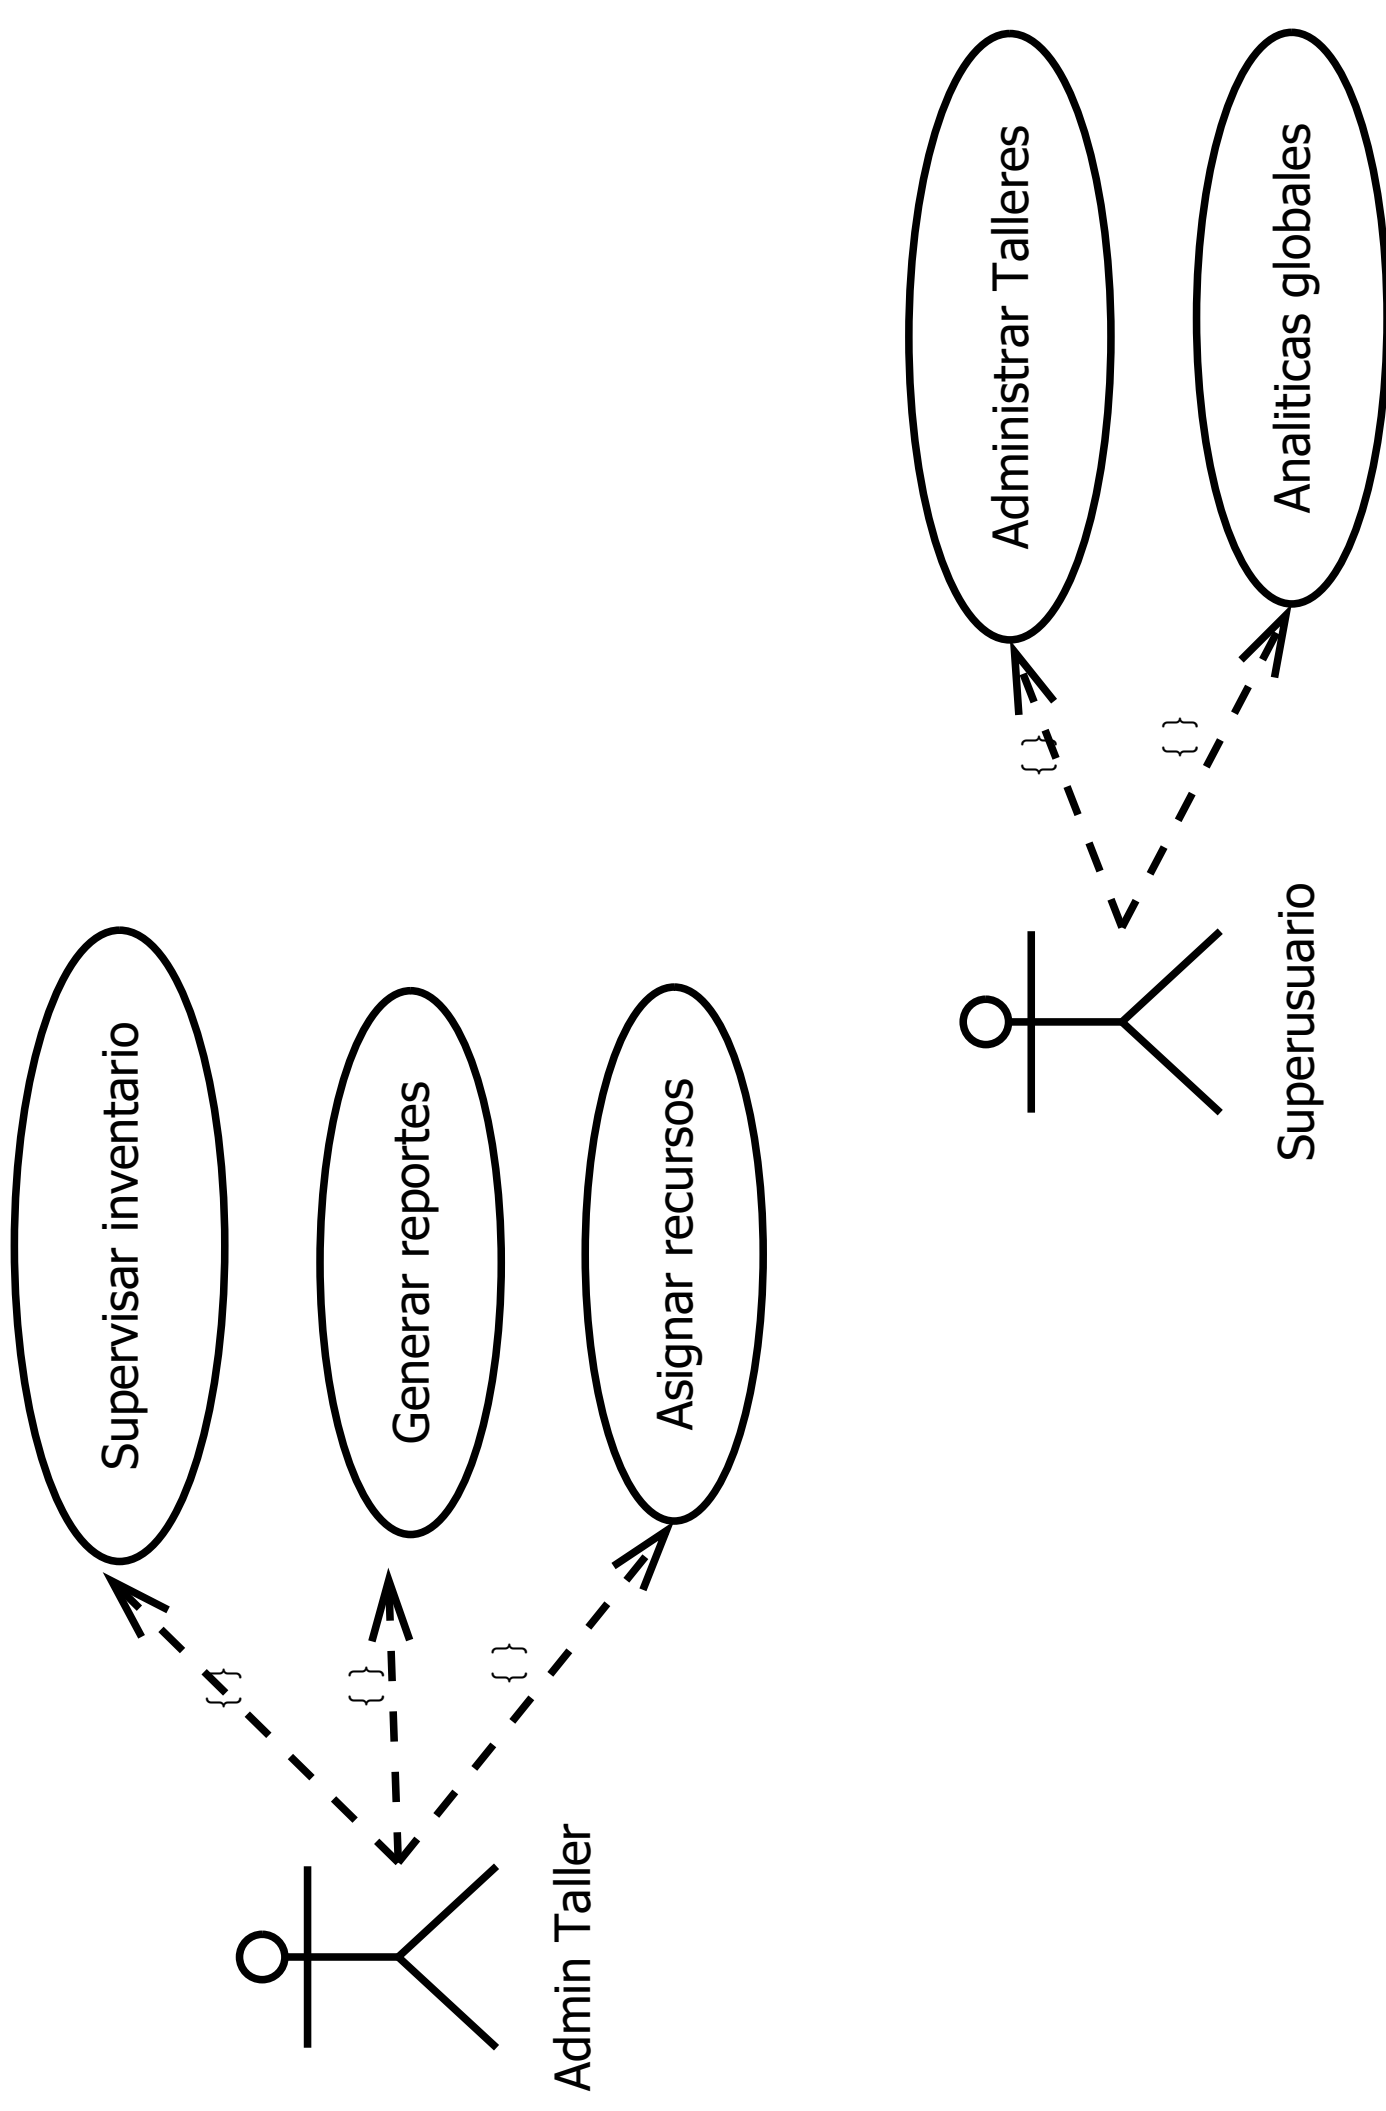 Supervisar inventario
Generar reportes
Asignar recursos
Admin Taller
Administrar Talleres
Analiticas globales
Superusuario
{ }
{ }
{ }
{ }
{ }